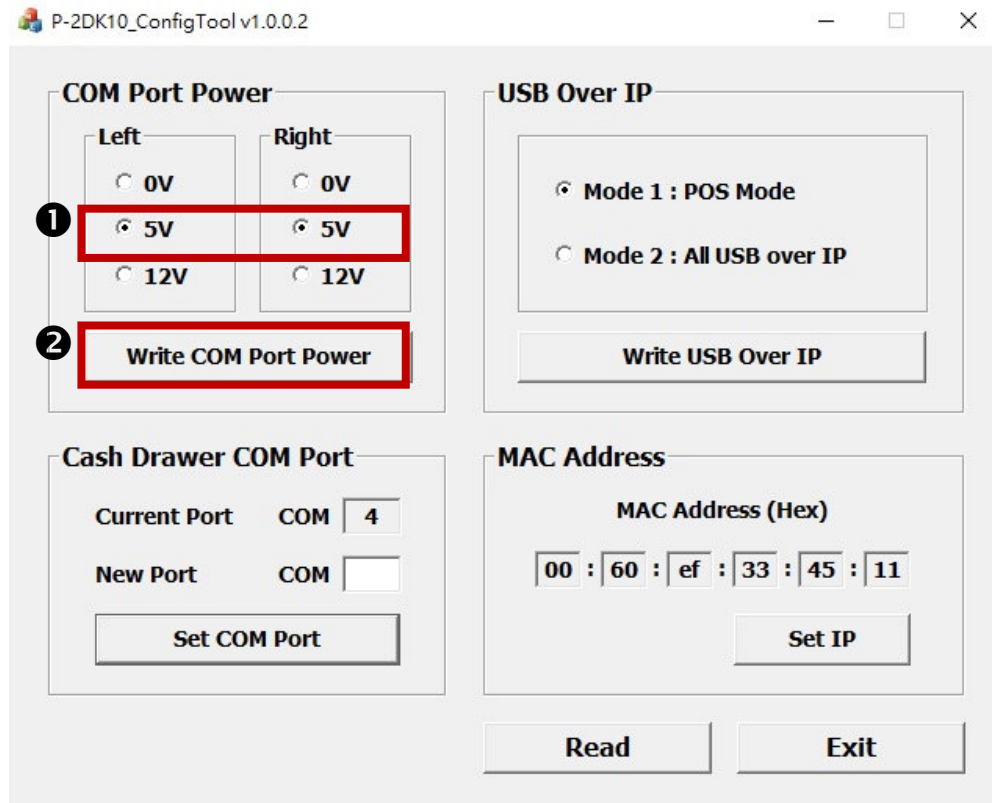 P-2DK10_ConfigTool v1.0.0.2
COM Port Power
Left
Right
0V
0V
❶
5V
5V
12V
12V
❷
Write COM Port Power
USB Over IP
Mode 1 : POS Mode
Mode 2 : All USB over IP
Write USB Over IP
Cash Drawer COM Port
Current Port COM 4
New Port COM
Set COM Port
MAC Address
MAC Address (Hex)
00 : 60 : ef : 33 : 45 : 11
Set IP
Read
Exit